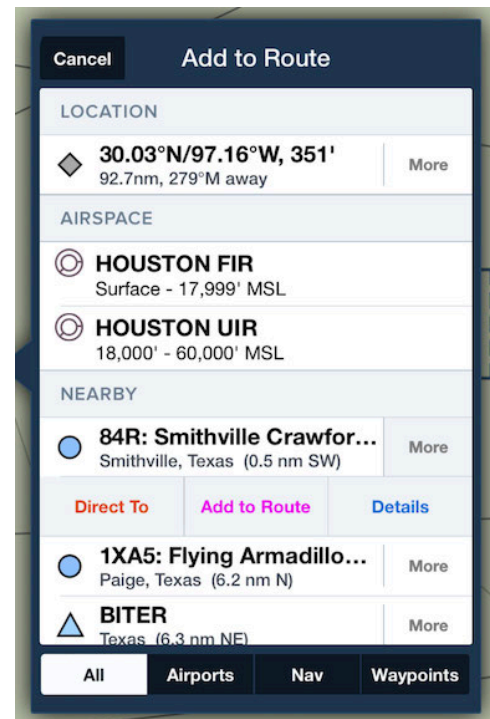 Cancel
Add to Route
LOCATION
30.03°N/97.16°W, 351'
92.7nm, 279°M away
More
AIRSPACE
HOUSTON FIR
Surface - 17,999' MSL
HOUSTON UIR
18,000' - 60,000' MSL
NEARBY
84R: Smithville Crawfor...
Smithville, Texas (0.5 nm SW)
More
Direct To
Add to Route
Details
1XA5: Flying Armadillo...
Paige, Texas (6.2 nm N)
More
BITER
Texas (6.3 nm NE)
More
All
Airports
Nav
Waypoints